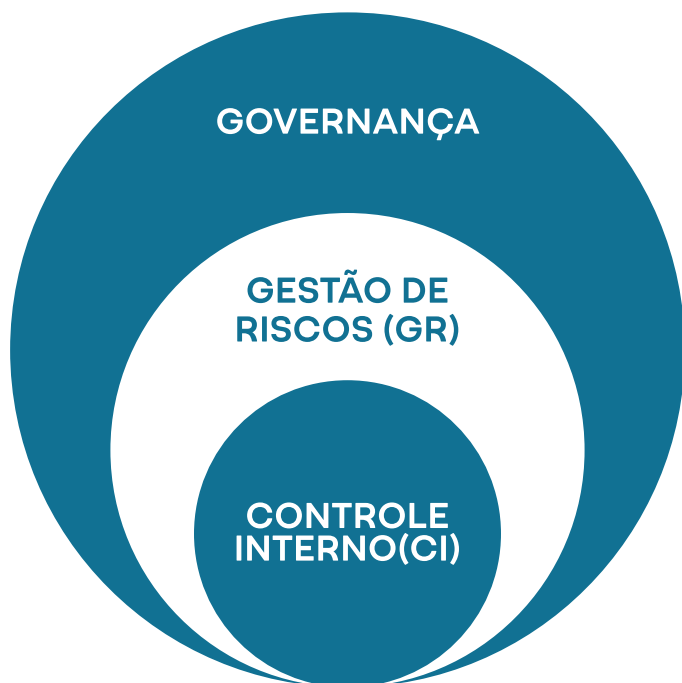 GOVERNANÇA
GESTÃO DE
RISCOS (GR)
CONTROLE
INTERNO(CI)